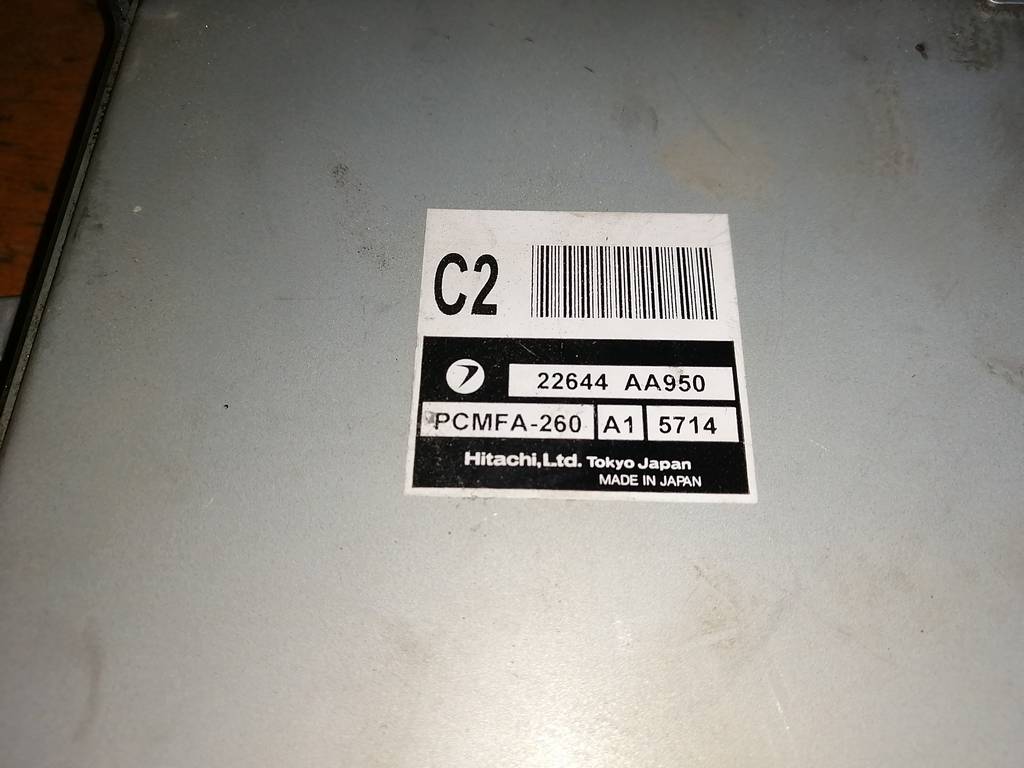 C2
22644 AA950
PCMFA-260 A1 5714
Hitachi,Ltd. Tokyo Japan
MADE IN JAPAN